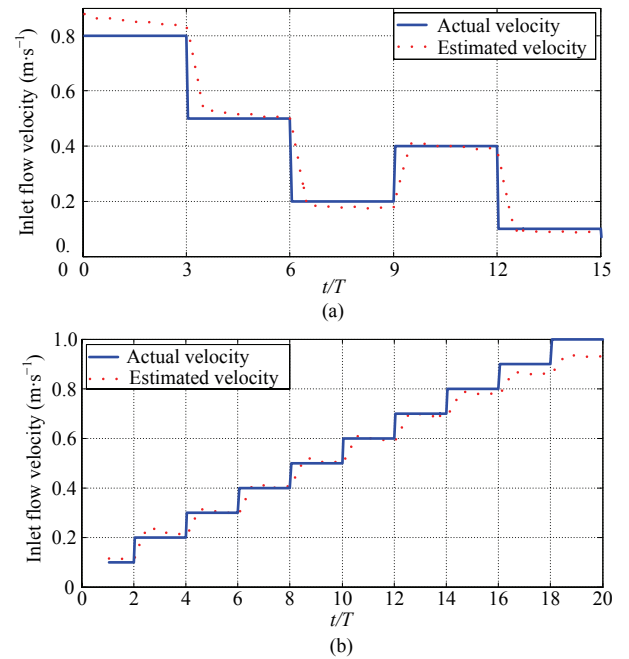 Actual velocity
Estimated velocity
Inlet flow velocity (m·s⁻¹)
0.8
0.6
0.4
0.2
0.
0
0 3 6 9 12 15
t/T
(a)
Actual velocity
Estimated velocity
Inlet flow velocity (m·s⁻¹)
1.0
0.8
0.6
0.4
0.2
0
0 2 4 6 8 10 12 14 16 18 20
t/T
(b)